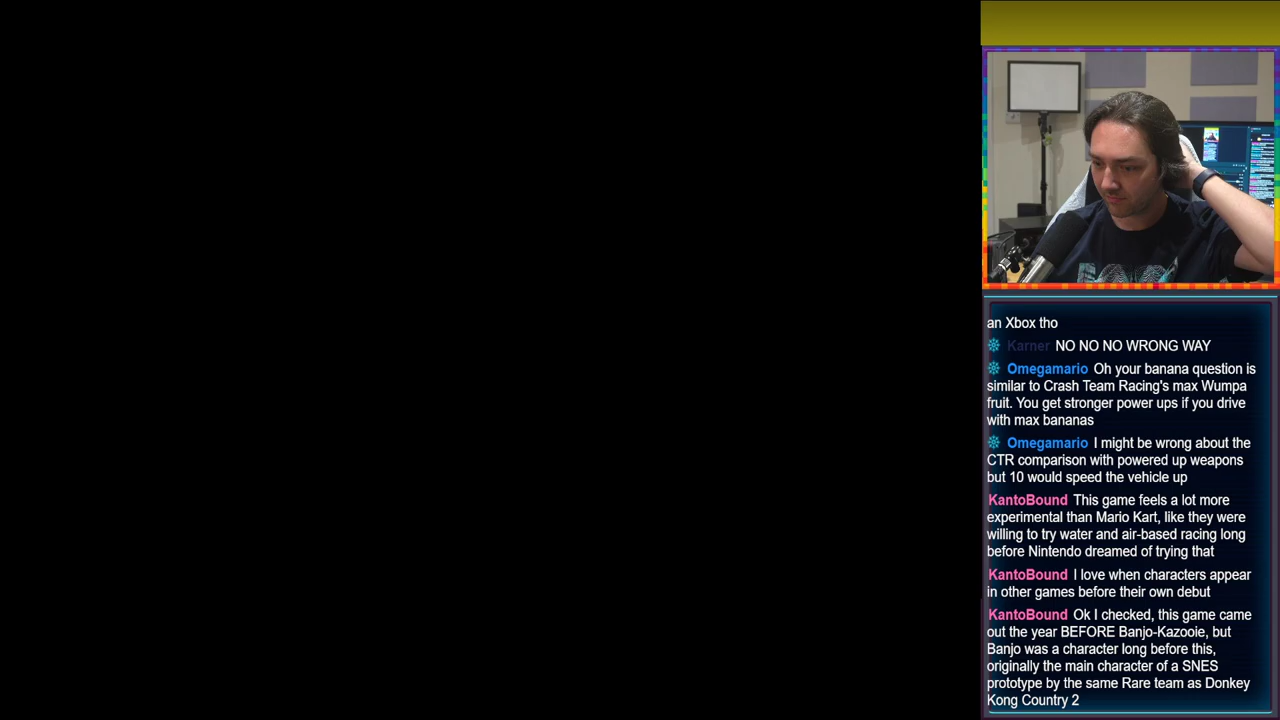 an Xbox tho
Karner NO NO NO WRONG WAY
Omegamario Oh your banana question is
similar to Crash Team Racing's max Wumpa
fruit. You get stronger power ups if you drive
with max bananas
Omegamario I might be wrong about the
CTR comparison with powered up weapons
but 10 would speed the vehicle up
KantoBound This game feels a lot more
experimental than Mario Kart, like they were
willing to try water and air-based racing long
before Nintendo dreamed of trying that
KantoBound I love when characters appear
in other games before their own debut
KantoBound Ok I checked, this game came
out the year BEFORE Banjo-Kazooie, but
Banjo was a character long before this,
originally the main character of a SNES
prototype by the same Rare team as Donkey
Kong Country 2